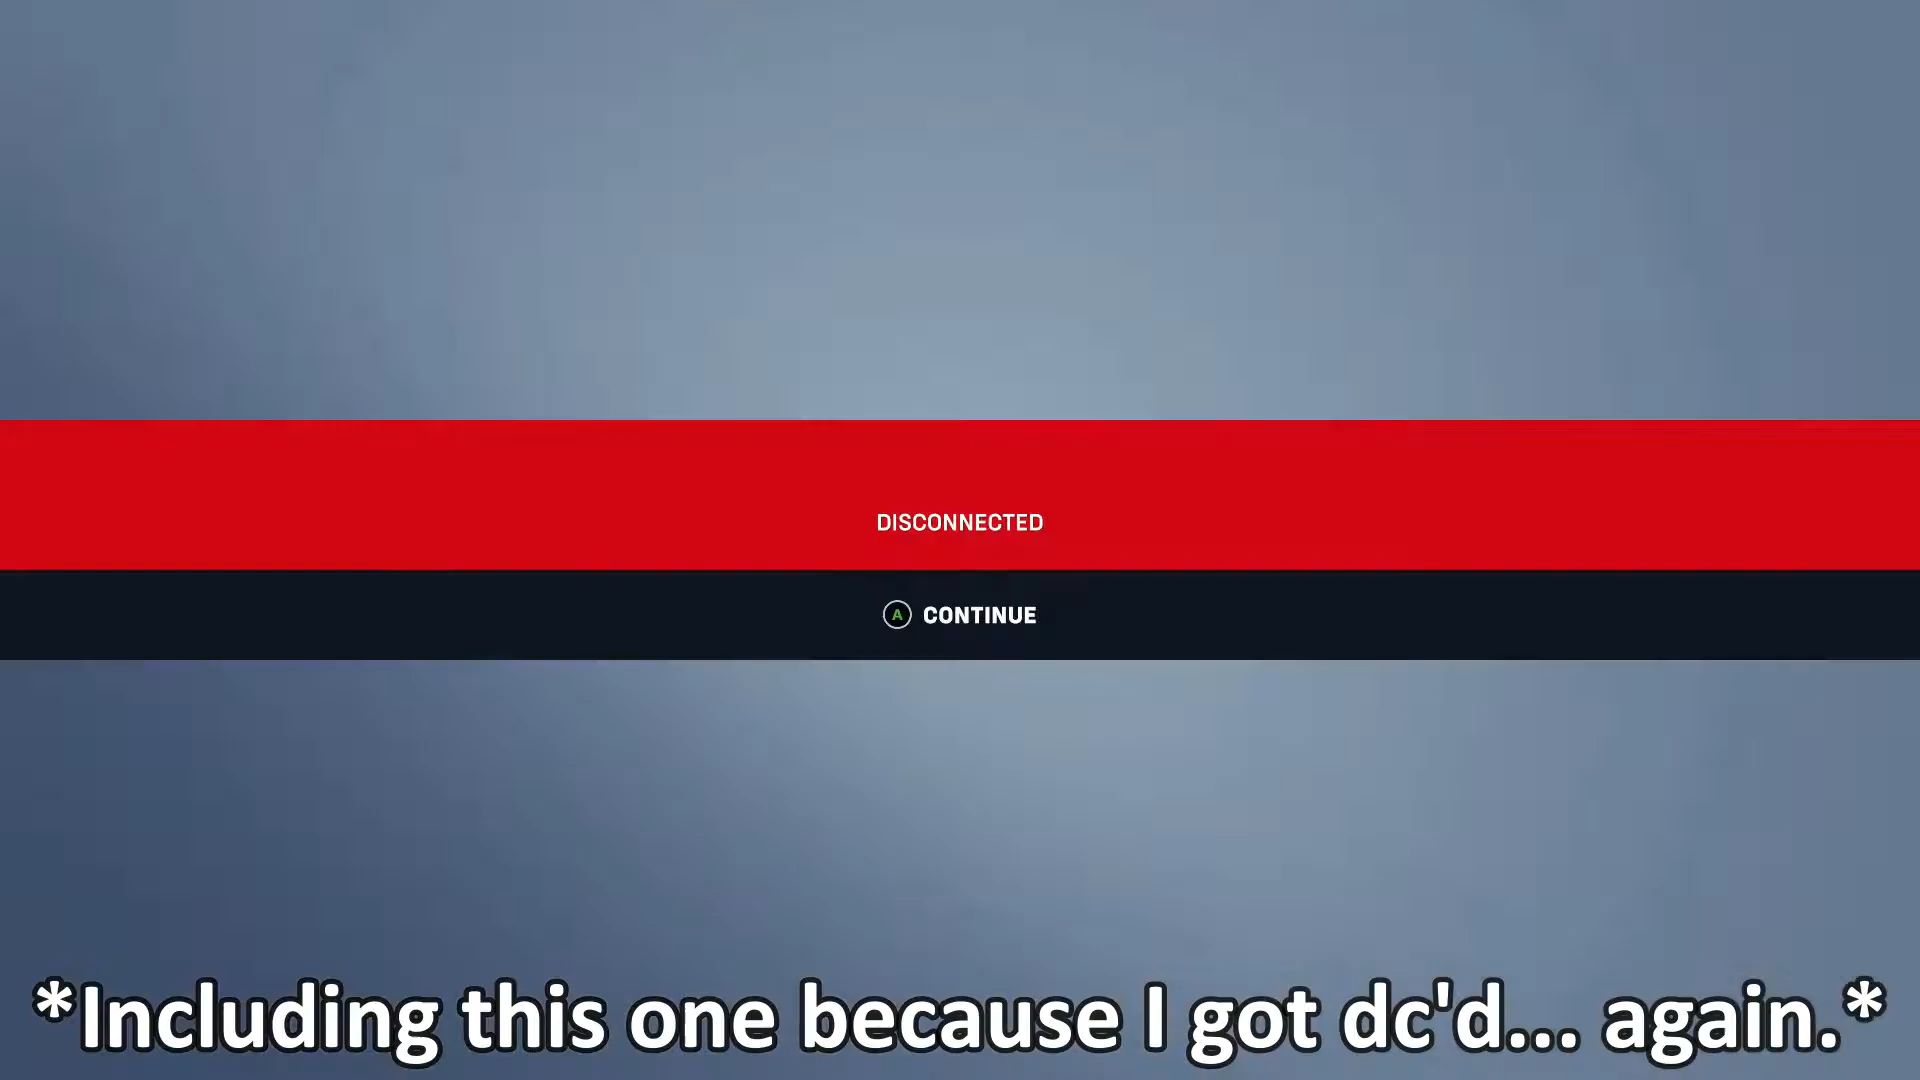 DISCONNECTED
A CONTINUE
*Including this one because I got dc'd... again.*